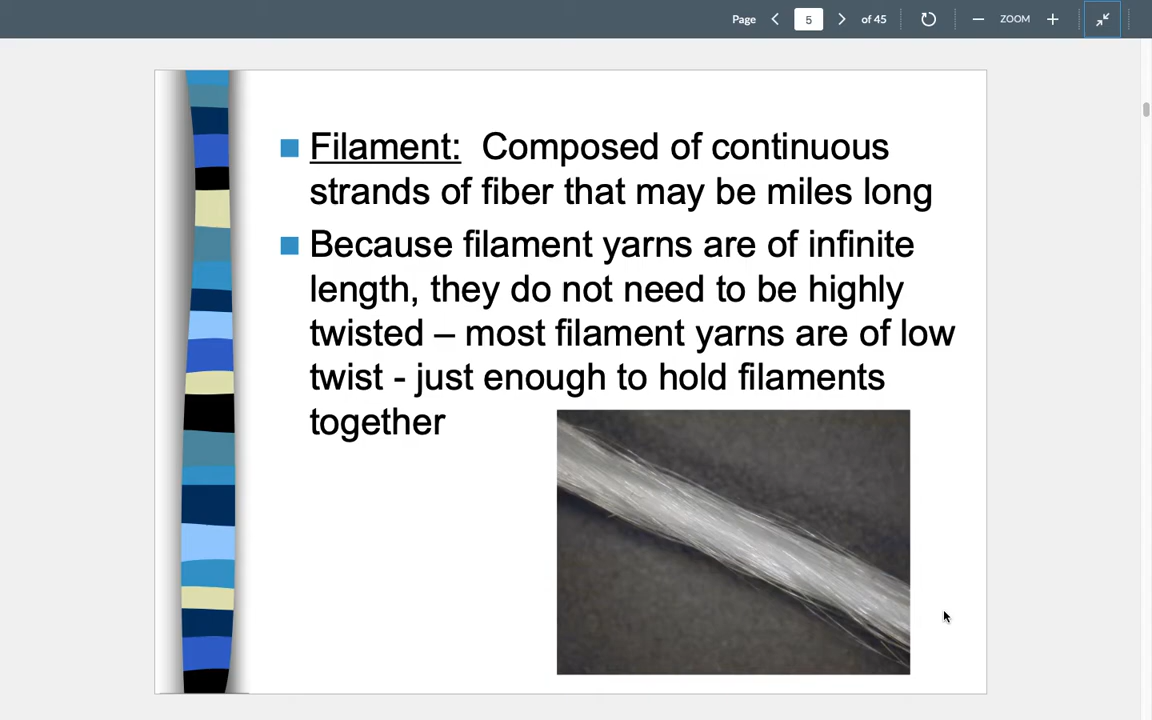 Page 5 of 45 ZOOM
Filament: Composed of continuous
strands of fiber that may be miles long
Because filament yarns are of infinite
length, they do not need to be highly
twisted – most filament yarns are of low
twist - just enough to hold filaments
together